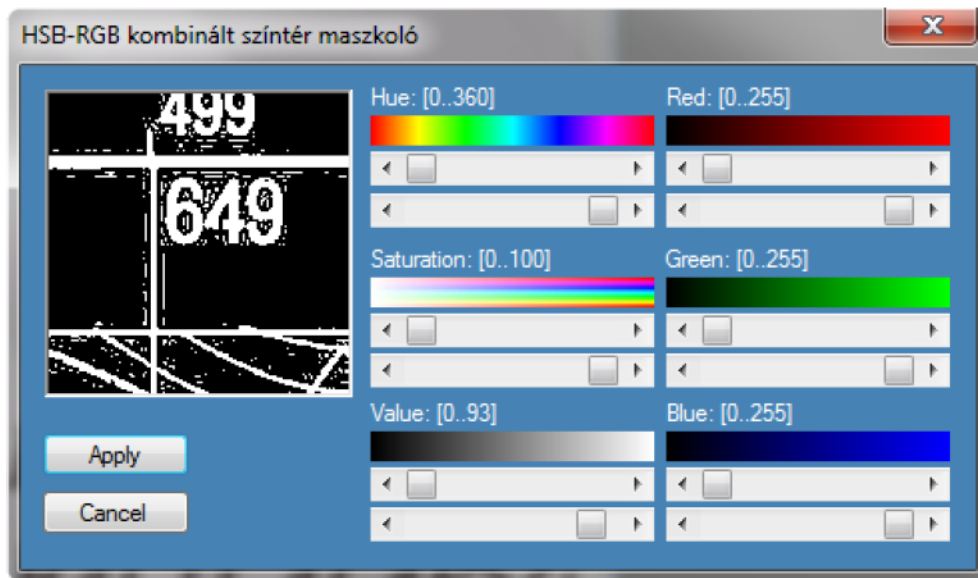 HSB-RGB kombinált színtér maszkoló
499
649
Hue: [0..360]
Red: [0..255]
Saturation: [0..100]
Green: [0..255]
Value: [0..93]
Blue: [0..255]
Apply
Cancel